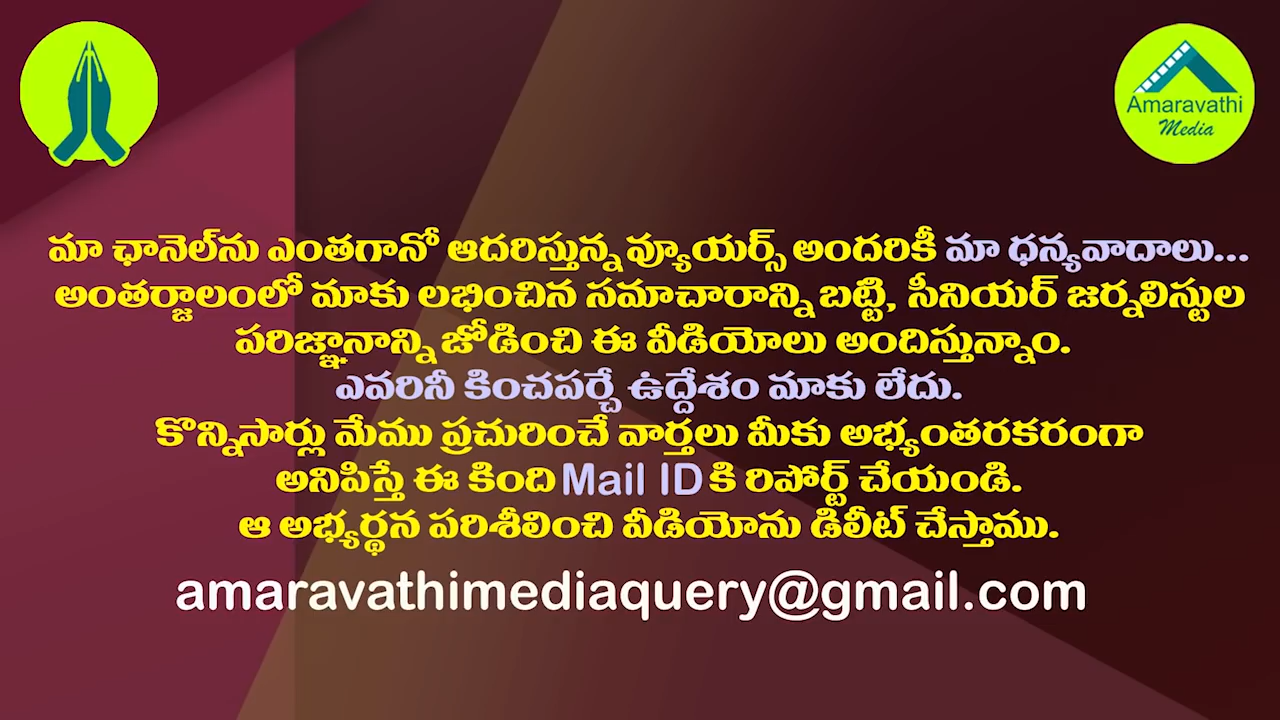 Amaravathi
Media
మా ఛానెల్‌ను ఎంతగానో ఆదరిస్తున్న వ్యూయర్స్ అందరికీ మా ధన్యవాదాలు...
అంతర్జాలంలో మాకు లభించిన సమాచారాన్ని బట్టి, సీనియర్ జర్నలిస్టుల
పరిజ్ఞానాన్ని జోడించి ఈ వీడియోలు అందిస్తున్నాం.
ఎవరినీ కించపర్చే ఉద్దేశం మాకు లేదు.
కొన్నిసార్లు మేము ప్రచురించే వార్తలు మీకు అభ్యంతరకరంగా
అనిపిస్తే ఈ కింది Mail ID కి రిపోర్ట్ చేయండి.
ఆ అభ్యర్థన పరిశీలించి వీడియోను డిలీట్ చేస్తాము.
amaravathimediaquery@gmail.com